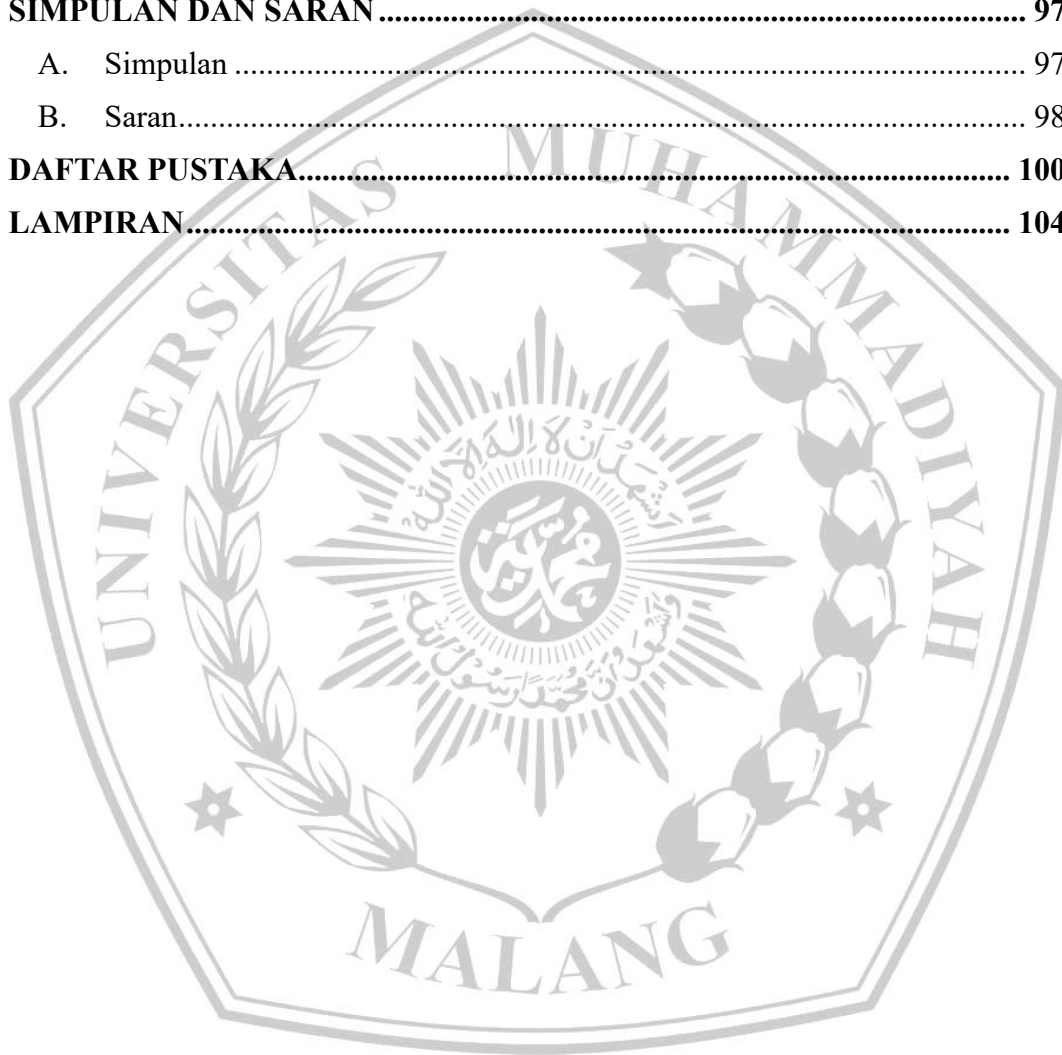 SIMPULAN DAN SARAN 97
A. Simpulan 97
B. Saran 98
DAFTAR PUSTAKA 100
LAMPIRAN 104
UNIVERSITAS MUHAMMADIYAH
MALANG